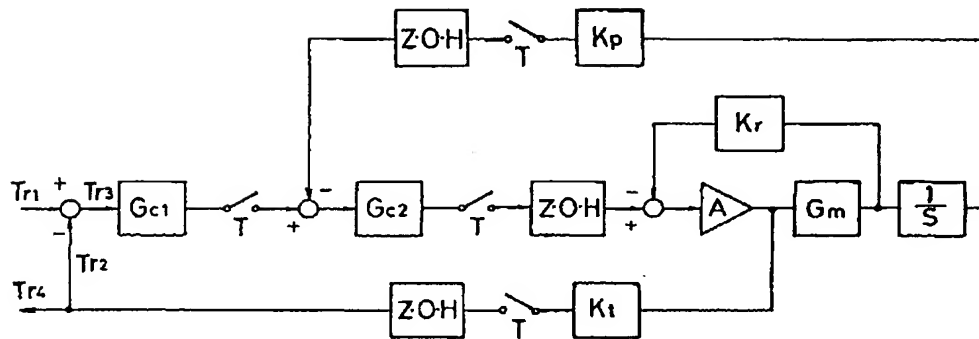 Z·O·H
T
Kp
Kr
Tr1
+
-
Tr3
Gc1
T
-
+
Gc2
T
Z·O·H
-
+
A
Gm
1
S
Tr2
Tr4
Z·O·H
T
Kt